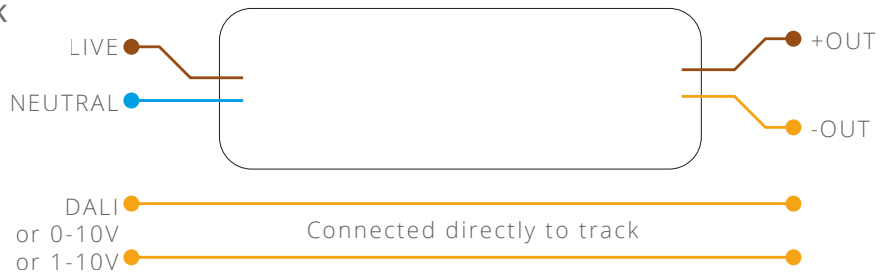 LIVE
+OUT
NEUTRAL
-OUT
DALI
or 0-10V
or 1-10V
Connected directly to track